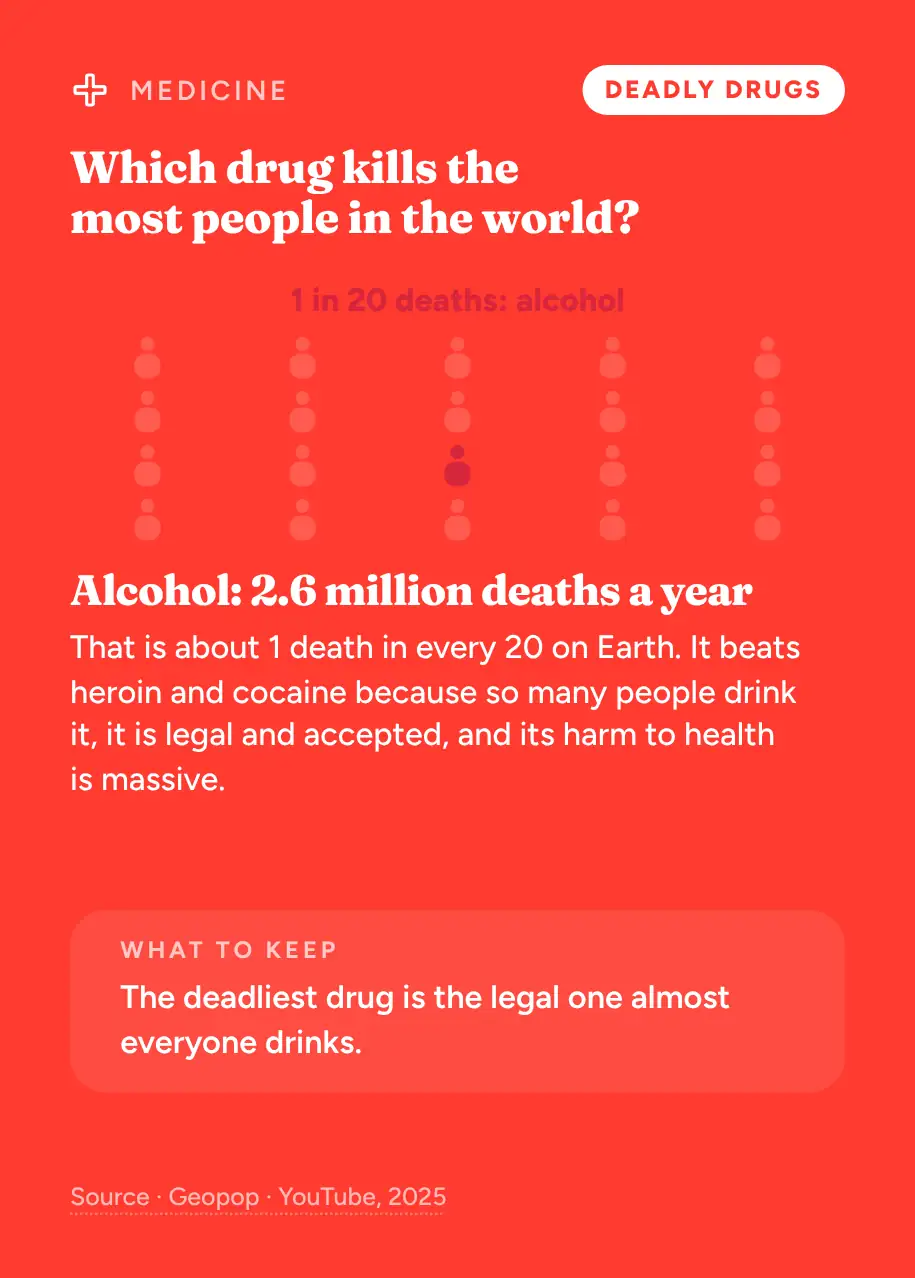 MEDICINE
DEADLY DRUGS
Which drug kills the
most people in the world?
1 in 20 deaths: alcohol
Alcohol: 2.6 million deaths a year
That is about 1 death in every 20 on Earth. It beats
heroin and cocaine because so many people drink
it, it is legal and accepted, and its harm to health
is massive.
WHAT TO KEEP
The deadliest drug is the legal one almost
everyone drinks.
Source · Geopop · YouTube, 2025